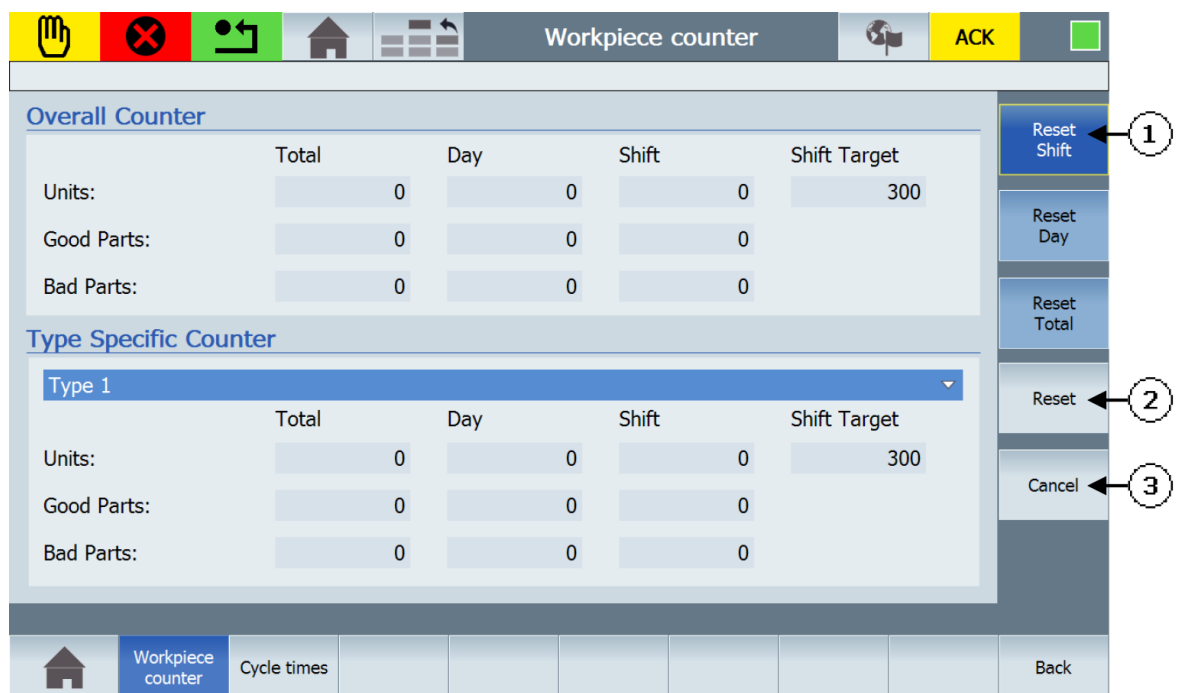 Workpiece counter ACK
Overall Counter
Reset
Shift
1
Total Day Shift Shift Target
Units: 0 0 0 300
Reset
Day
Good Parts: 0 0 0
Bad Parts: 0 0 0
Reset
Total
Type Specific Counter
Type 1
Reset
2
Total Day Shift Shift Target
Units: 0 0 0 300
Cancel
3
Good Parts: 0 0 0
Bad Parts: 0 0 0
Workpiece
counter
Cycle times
Back